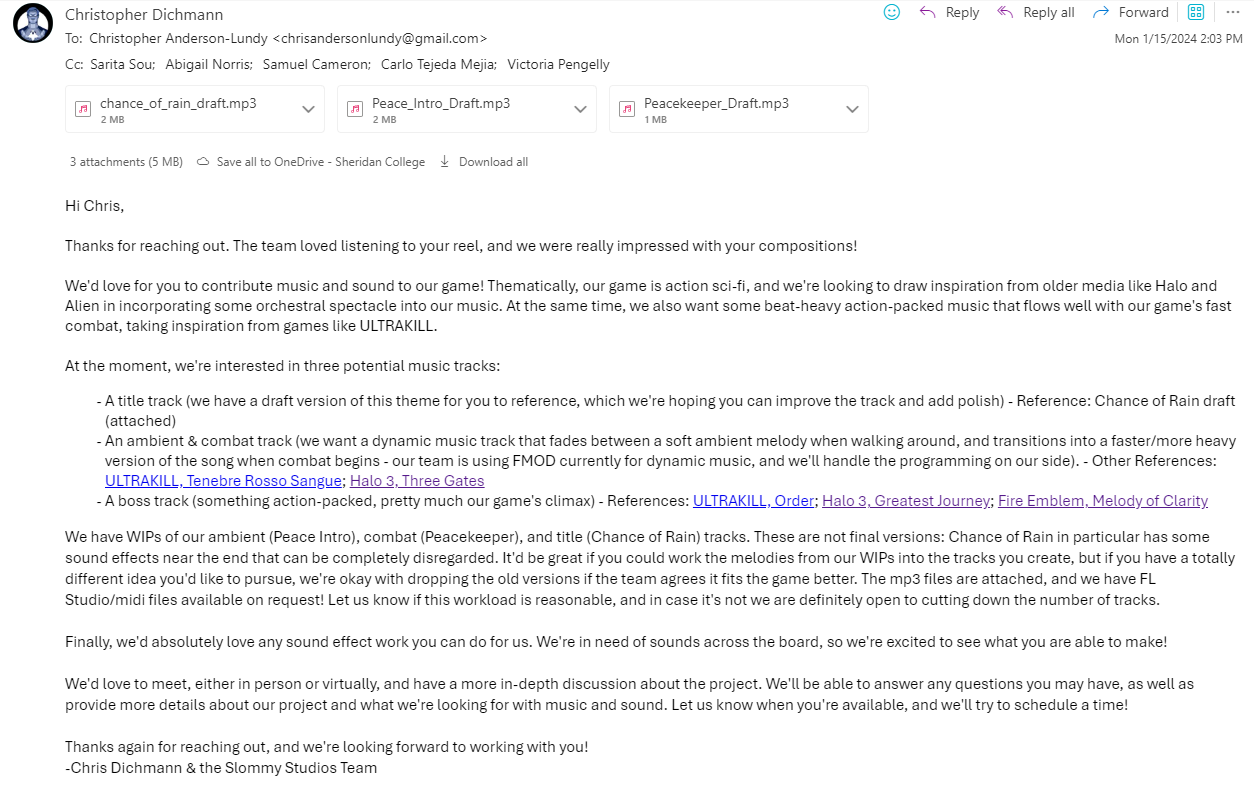 Christopher Dichmann
Reply
Reply all
Forward
To: Christopher Anderson-Lundy <chrisandersonlundy@gmail.com>
Mon 1/15/2024 2:03 PM
Cc: Sarita Sou; Abigail Norris; Samuel Cameron; Carlo Tejeda Mejia; Victoria Pengelly
chance_of_rain_draft.mp3
2 MB
Peace_Intro_Draft.mp3
2 MB
Peacekeeper_Draft.mp3
1 MB
3 attachments (5 MB) Save all to OneDrive - Sheridan College Download all
Hi Chris,
Thanks for reaching out. The team loved listening to your reel, and we were really impressed with your compositions!
We'd love for you to contribute music and sound to our game! Thematically, our game is action sci-fi, and we're looking to draw inspiration from older media like Halo and
Alien in incorporating some orchestral spectacle into our music. At the same time, we also want some beat-heavy action-packed music that flows well with our game's fast
combat, taking inspiration from games like ULTRAKILL.
At the moment, we're interested in three potential music tracks:
- A title track (we have a draft version of this theme for you to reference, which we're hoping you can improve the track and add polish) - Reference: Chance of Rain draft
(attached)
- An ambient & combat track (we want a dynamic music track that fades between a soft ambient melody when walking around, and transitions into a faster/more heavy
version of the song when combat begins - our team is using FMOD currently for dynamic music, and we'll handle the programming on our side). - Other References:
ULTRAKILL, Tenebre Rosso Sangue; Halo 3, Three Gates
- A boss track (something action-packed, pretty much our game's climax) - References: ULTRAKILL, Order; Halo 3, Greatest Journey; Fire Emblem, Melody of Clarity
We have WIPs of our ambient (Peace Intro), combat (Peacekeeper), and title (Chance of Rain) tracks. These are not final versions: Chance of Rain in particular has some
sound effects near the end that can be completely disregarded. It'd be great if you could work the melodies from our WIPs into the tracks you create, but if you have a totally
different idea you'd like to pursue, we're okay with dropping the old versions if the team agrees it fits the game better. The mp3 files are attached, and we have FL
Studio/midi files available on request! Let us know if this workload is reasonable, and in case it's not we are definitely open to cutting down the number of tracks.
Finally, we'd absolutely love any sound effect work you can do for us. We're in need of sounds across the board, so we're excited to see what you are able to make!
We'd love to meet, either in person or virtually, and have a more in-depth discussion about the project. We'll be able to answer any questions you may have, as well as
provide more details about our project and what we're looking for with music and sound. Let us know when you're available, and we'll try to schedule a time!
Thanks again for reaching out, and we're looking forward to working with you!
-Chris Dichmann & the Slommy Studios Team